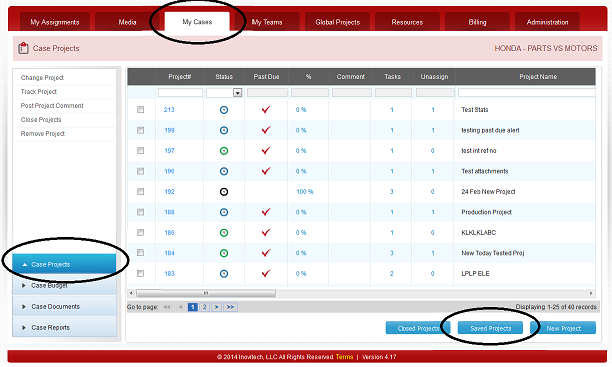 My Assignments Media My Cases My Teams Global Projects Resources Billing Administration
Case Projects HONDA - PARTS VS MOTORS
Change Project
Track Project
Post Project Comment
Close Projects
Remove Project
Case Projects
Case Budget
Case Documents
Case Reports
Project# Status Past Due % Comment Tasks Unassign Project Name
213 0 % 1 1 Test Stats
199 0 % 1 1 testing past due alert
197 0 % 1 0 test int ref no
196 0 % 1 1 Test attachments
192 100 % 3 0 24 Feb New Project
188 0 % 1 1 Production Project
186 0 % 1 0 KLKLKLABC
184 0 % 3 1 New Today Tested Proj
183 0 % 2 0 LPLP ELE
Go to page: << < 1 2 > >> Displaying 1-25 of 40 records
Closed Projects Saved Projects New Project
© 2014 Inovitech, LLC All Rights Reserved. Terms | Version 4.17